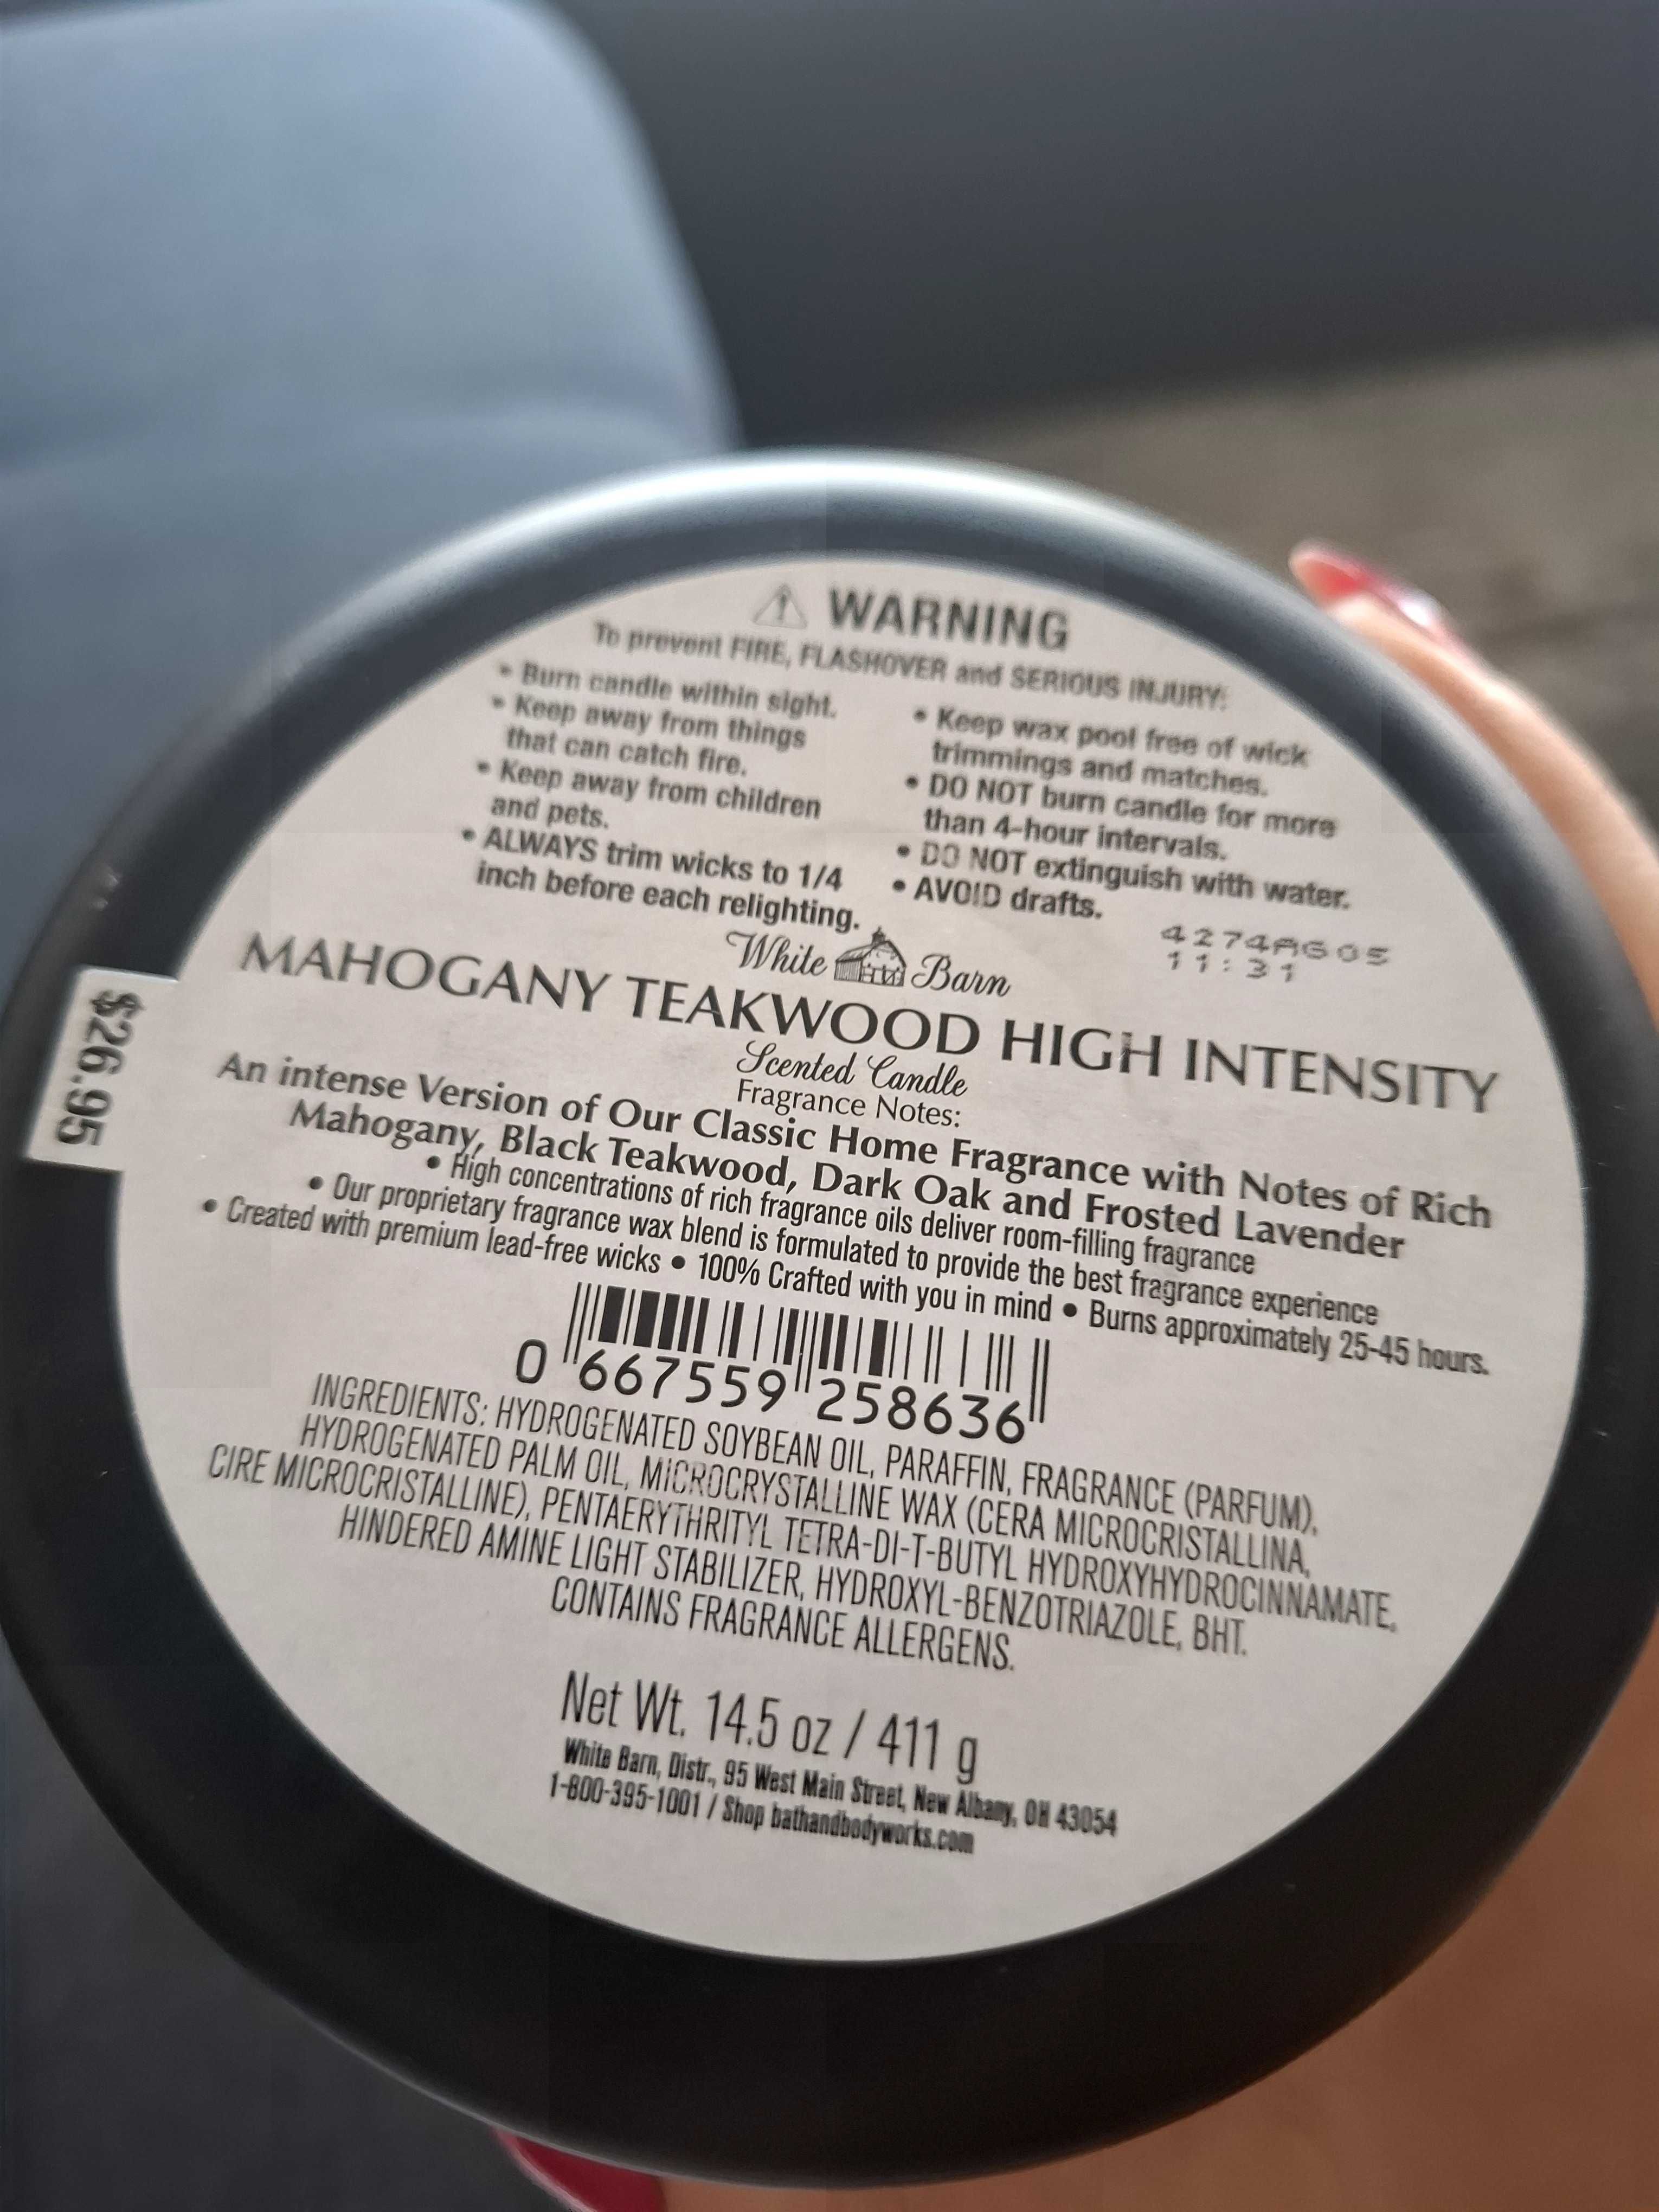 WARNING
To prevent FIRE, FLASHOVER and SERIOUS INJURY:
• Burn candle within sight.
• Keep away from things
that can catch fire.
• Keep away from children
and pets.
• ALWAYS trim wicks to 1/4
inch before each relighting.
• Keep wax pool free of wick
trimmings and matches.
• DO NOT burn candle for more
than 4-hour intervals.
• DO NOT extinguish with water.
• AVOID drafts.
4274AG05
11:31
White Barn
MAHOGANY TEAKWOOD HIGH INTENSITY
Scented Candle
Fragrance Notes:
An intense Version of Our Classic Home Fragrance with Notes of Rich
Mahogany, Black Teakwood, Dark Oak and Frosted Lavender
• High concentrations of rich fragrance oils deliver room-filling fragrance
• Our proprietary fragrance wax blend is formulated to provide the best fragrance experience
• Created with premium lead-free wicks • 100% Crafted with you in mind • Burns approximately 25-45 hours.
$26.95
0 667559 258636
INGREDIENTS: HYDROGENATED SOYBEAN OIL, PARAFFIN, FRAGRANCE (PARFUM),
HYDROGENATED PALM OIL, MICROCRYSTALLINE WAX (CERA MICROCRISTALLINA,
CIRE MICROCRISTALLINE), PENTAERYTHRITYL TETRA-DI-T-BUTYL HYDROXYHYDROCINNAMATE,
HINDERED AMINE LIGHT STABILIZER, HYDROXYL-BENZOTRIAZOLE, BHT.
CONTAINS FRAGRANCE ALLERGENS.
Net Wt. 14.5 oz / 411 g
White Barn, Distr., 95 West Main Street, New Albany, OH 43054
1-800-395-1001 / Shop bathandbodyworks.com